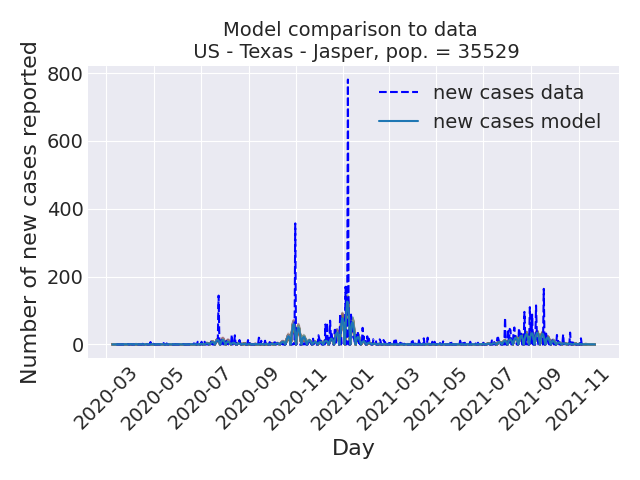 Model comparison to data
US - Texas - Jasper, pop. = 35529
Number of new cases reported
800
600
400
200
0
new cases data
new cases model
2020-03
2020-05
2020-07
2020-09
2020-11
2021-01
2021-03
2021-05
2021-07
2021-09
2021-11
Day